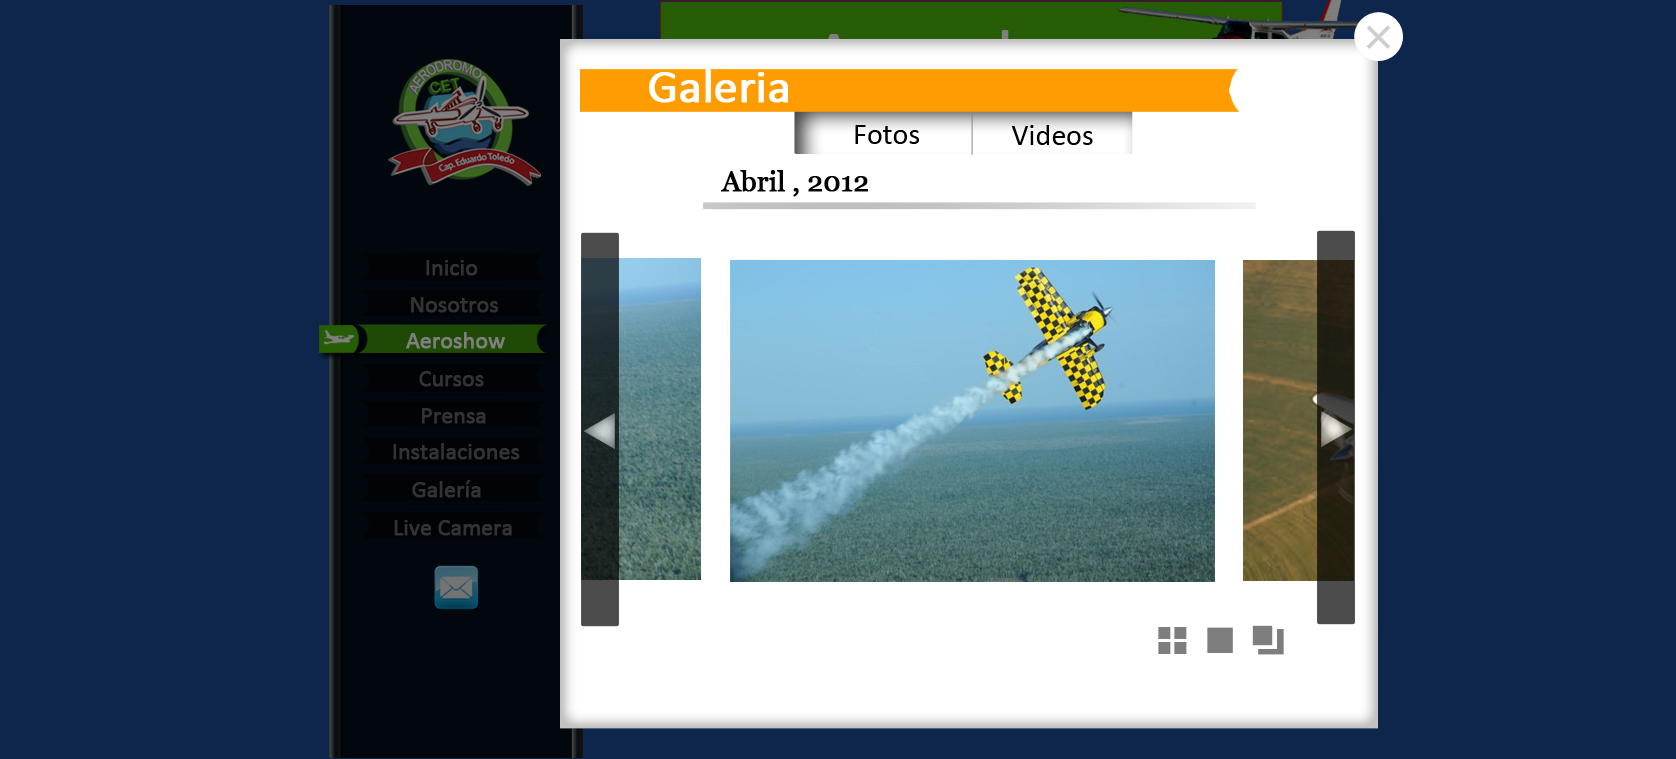 AERODROMO
CET
Cap. Eduardo Toledo
Inicio
Nosotros
Aeroshow
Cursos
Prensa
Instalaciones
Galería
Live Camera
Galeria
Fotos
Videos
Abril , 2012